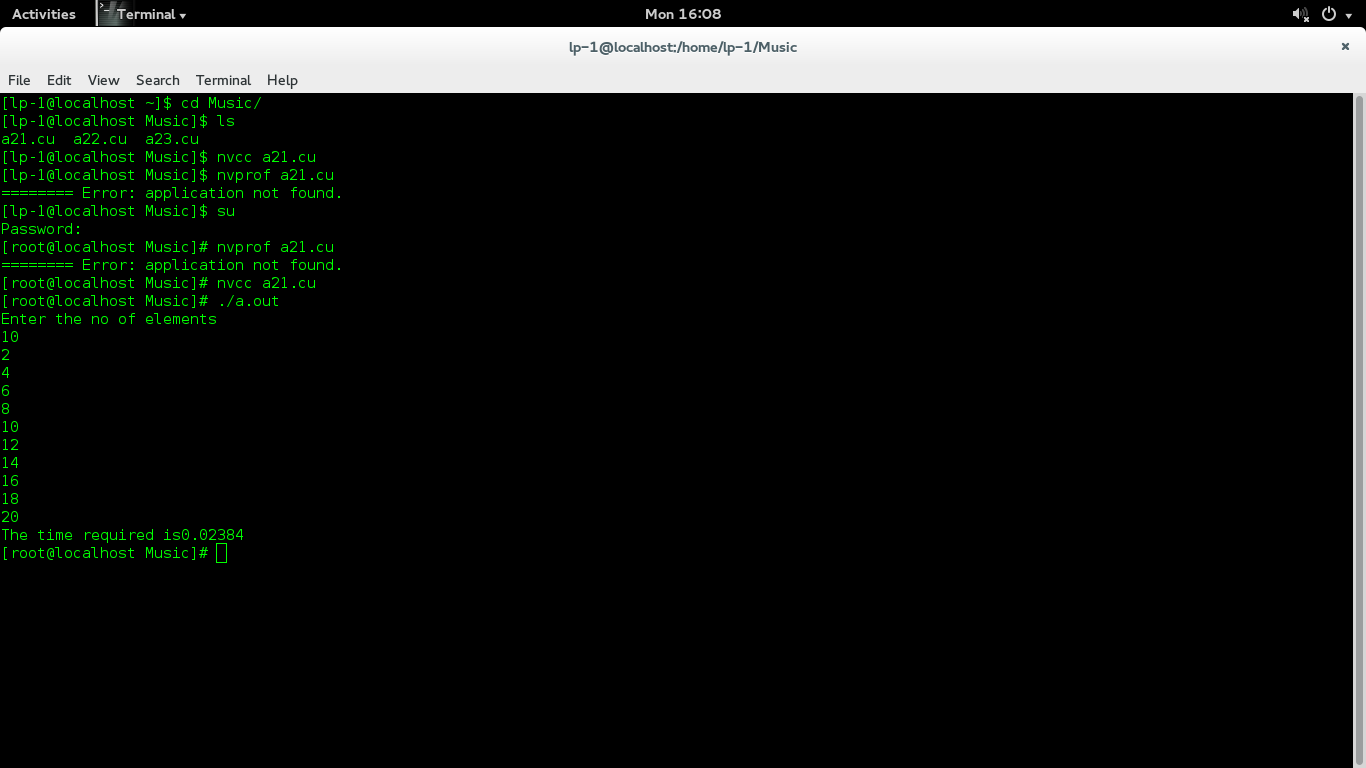 Activities Terminal Mon 16:08
lp-1@localhost:/home/lp-1/Music
File Edit View Search Terminal Help
[lp-1@localhost ~]$ cd Music/
[lp-1@localhost Music]$ ls
a21.cu  a22.cu  a23.cu
[lp-1@localhost Music]$ nvcc a21.cu
[lp-1@localhost Music]$ nvprof a21.cu
======== Error: application not found.
[lp-1@localhost Music]$ su
Password:
[root@localhost Music]# nvprof a21.cu
======== Error: application not found.
[root@localhost Music]# nvcc a21.cu
[root@localhost Music]# ./a.out
Enter the no of elements
10
2
4
6
8
10
12
14
16
18
20
The time required is0.02384
[root@localhost Music]#